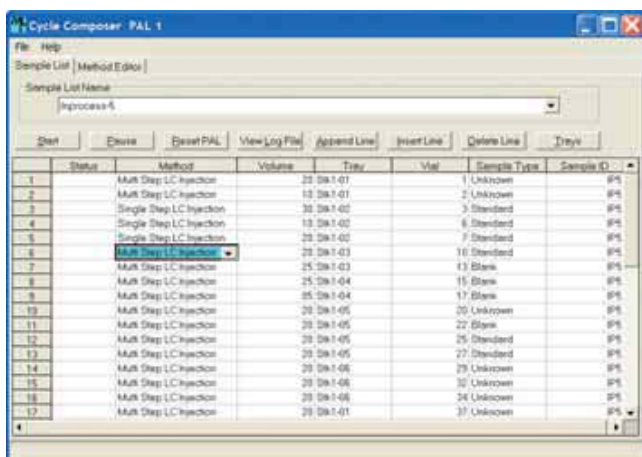 Cycle Composer PAL 1
File Help
Sample List Method Editor
Sample List Name
Inprocess-5
Start Pause Reset PAL View Log File Append Line Insert Line Delete Line Trays
Status Method Volume Tray Vial Sample Type Sample ID
1 Multi Step LC Injection 20 Stk1-01 1 Unknown IP5
2 Multi Step LC Injection 10 Stk1-01 2 Unknown IP5
3 Single Step LC Injection 30 Stk1-02 3 Standard IP5
4 Single Step LC Injection 10 Stk1-02 6 Standard IP5
5 Single Step LC Injection 20 Stk1-02 7 Standard IP5
6 Multi Step LC Injection 20 Stk1-03 10 Standard IP5
7 Multi Step LC Injection 25 Stk1-03 13 Blank IP5
8 Multi Step LC Injection 25 Stk1-04 15 Blank IP5
9 Multi Step LC Injection Stk1-04 17 Blank IP5
10 Multi Step LC Injection 20 Stk1-05 20 Unknown IP5
11 Multi Step LC Injection 20 Stk1-05 22 Blank IP5
12 Multi Step LC Injection 20 Stk1-05 25 Standard IP5
13 Multi Step LC Injection 20 Stk1-05 27 Standard IP5
14 Multi Step LC Injection 20 Stk1-06 29 Unknown IP5
15 Multi Step LC Injection 20 Stk1-06 32 Unknown IP5
16 Multi Step LC Injection 20 Stk1-06 34 Unknown IP5
17 Multi Step LC Injection 20 Stk1-01 37 Unknown IP5